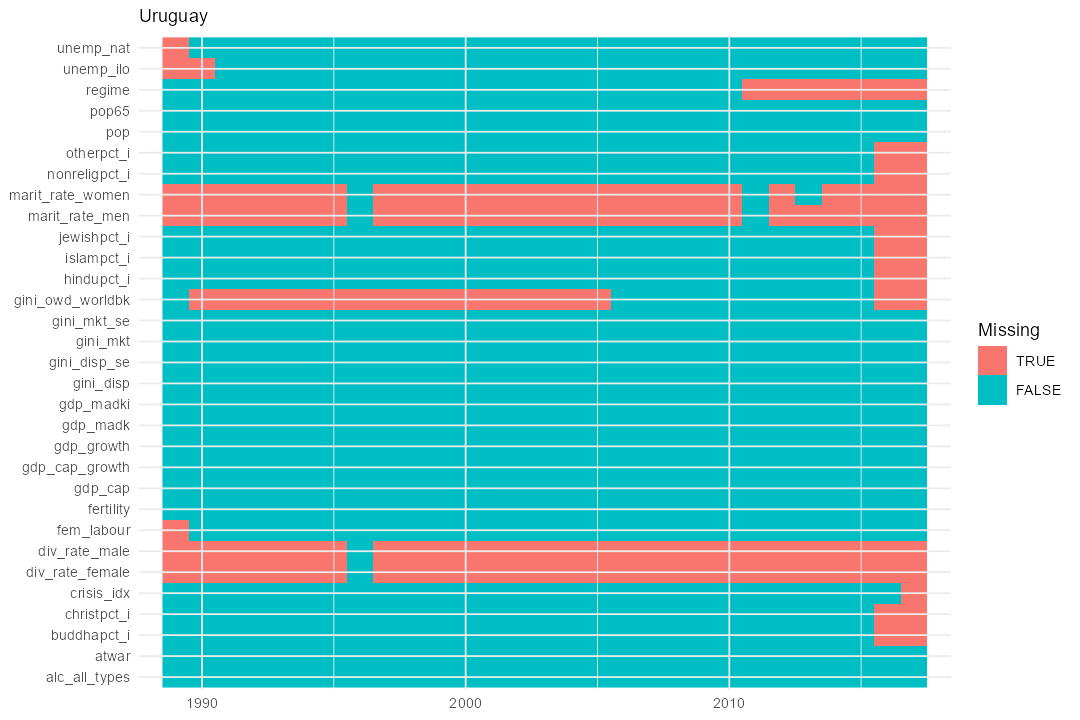 Uruguay
unemp_nat
unemp_ilo
regime
pop65
pop
otherpct_i
nonreligpct_i
marit_rate_women
marit_rate_men
jewishpct_i
islampct_i
hindupct_i
gini_owd_worldbk
gini_mkt_se
gini_mkt
gini_disp_se
gini_disp
gdp_madki
gdp_madk
gdp_growth
gdp_cap_growth
gdp_cap
fertility
fem_labour
div_rate_male
div_rate_female
crisis_idx
christpct_i
buddhapct_i
atwar
alc_all_types
1990 2000 2010
Missing
TRUE
FALSE